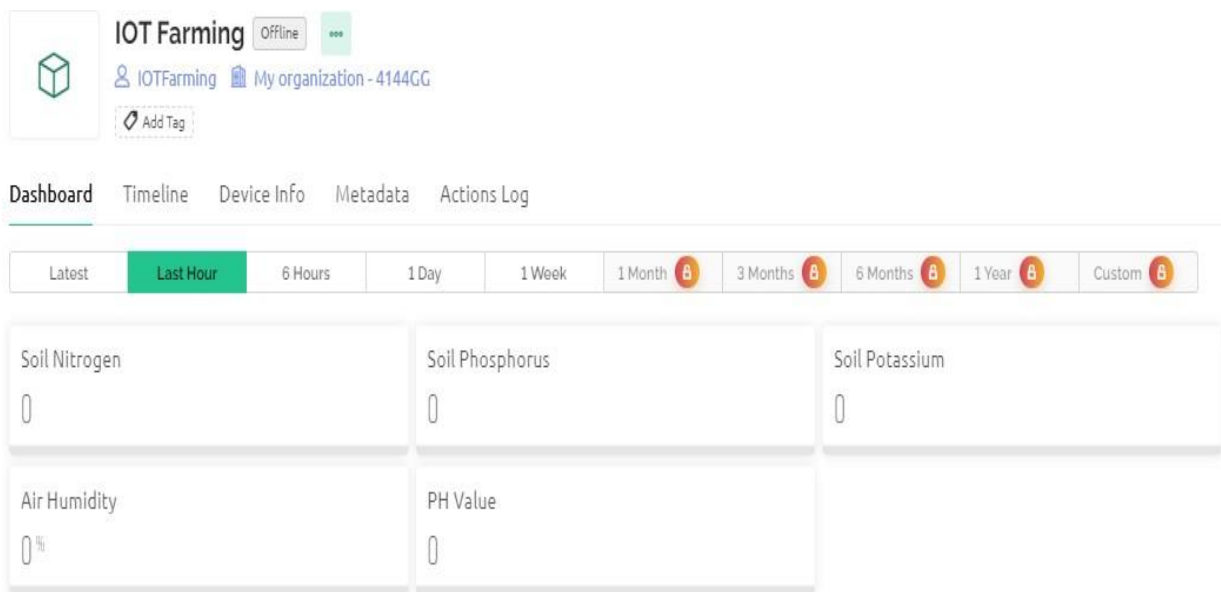 IOT Farming Offline
IOTFarming My organization - 4144GG
Add Tag
Dashboard Timeline Device Info Metadata Actions Log
Latest Last Hour 6 Hours 1 Day 1 Week 1 Month 3 Months 6 Months 1 Year Custom
Soil Nitrogen Soil Phosphorus Soil Potassium
0 0 0
Air Humidity PH Value
0 % 0